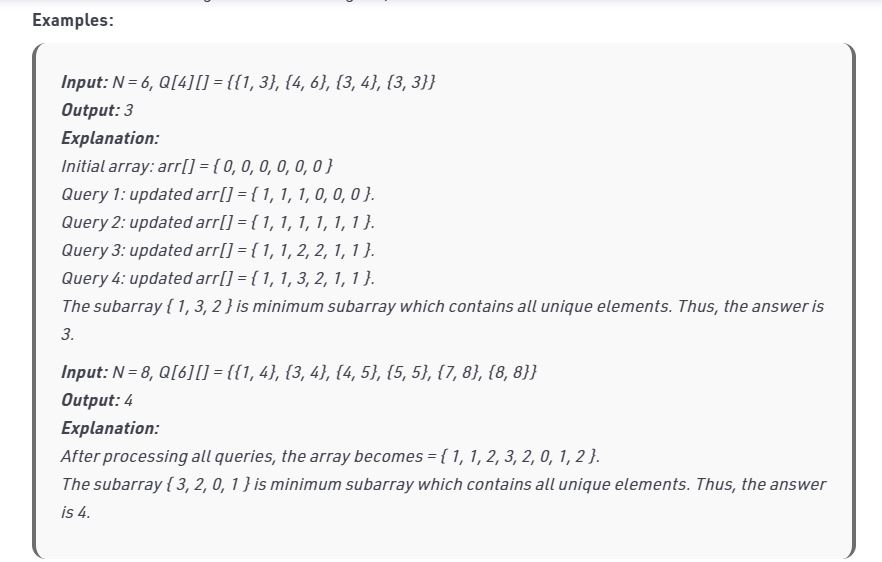 Examples:
Input: N = 6, Q[4][] = {{1, 3}, {4, 6}, {3, 4}, {3, 3}}
Output: 3
Explanation:
Initial array: arr[] = { 0, 0, 0, 0, 0, 0 }
Query 1: updated arr[] = { 1, 1, 1, 0, 0, 0 }.
Query 2: updated arr[] = { 1, 1, 1, 1, 1, 1 }.
Query 3: updated arr[] = { 1, 1, 2, 2, 1, 1 }.
Query 4: updated arr[] = { 1, 1, 3, 2, 1, 1 }.
The subarray { 1, 3, 2 } is minimum subarray which contains all unique elements. Thus, the answer is
3.
Input: N = 8, Q[6][] = {{1, 4}, {3, 4}, {4, 5}, {5, 5}, {7, 8}, {8, 8}}
Output: 4
Explanation:
After processing all queries, the array becomes = { 1, 1, 2, 3, 2, 0, 1, 2 }.
The subarray { 3, 2, 0, 1 } is minimum subarray which contains all unique elements. Thus, the answer
is 4.